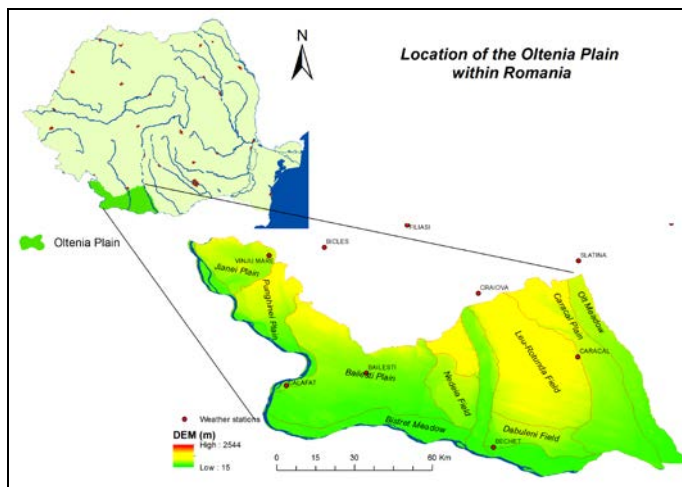 Location of the Oltenia Plain
within Romania
N
Oltenia Plain
FILIASI
BICLES
SLATINA
VINJU MARE
Jianei Plain
CRAIOVA
Punghinei Plain
Caracal Plain
Olt Meadow
Leu-Rotunda Field
CARACAL
BAILESTI
Bailesti Plain
CALAFAT
Nedeia Field
Weather stations
Bistret Meadow
Dabuleni Field
BECHET
DEM (m)
High : 2544
Low : 15
0 15 30 60 Km